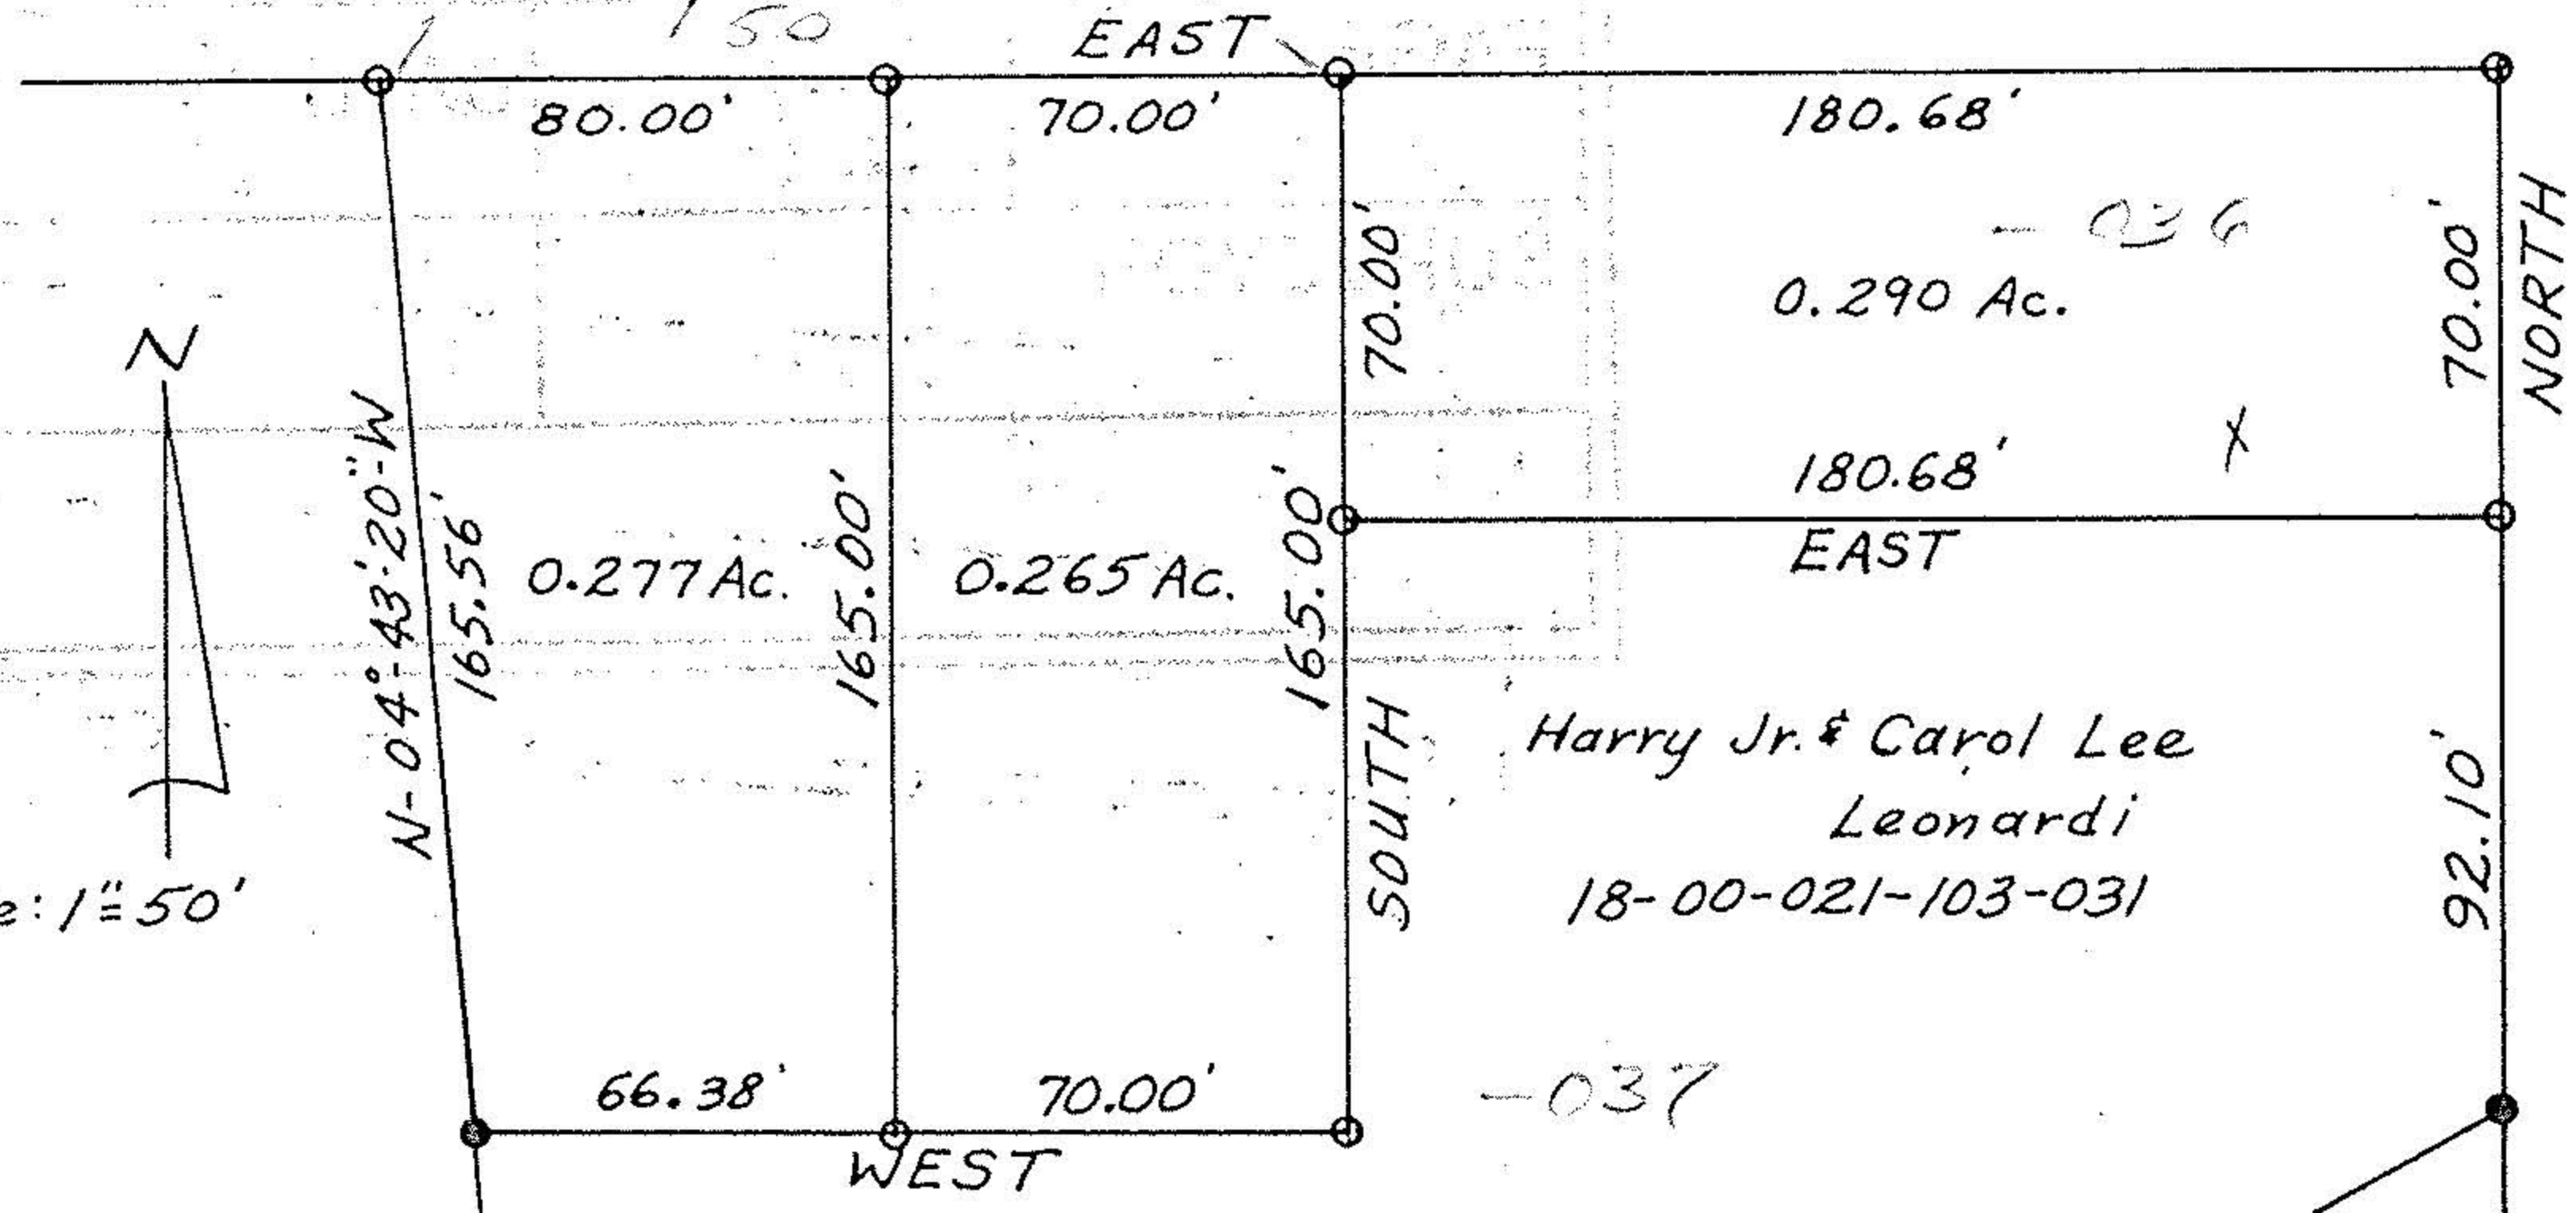 50
EAST
80.00'
70.00'
180.68'
N
e: 1"=50'
N-04°-43'-20"-W
165.56'
0.277 Ac.
165.00'
0.265 Ac.
165.00'
70.00'
SOUTH
-036
0.290 Ac.
70.00'
NORTH
180.68'
x
EAST
Harry Jr. & Carol Lee
Leonardi
18-00-021-103-031
92.10'
66.38'
70.00'
WEST
-037